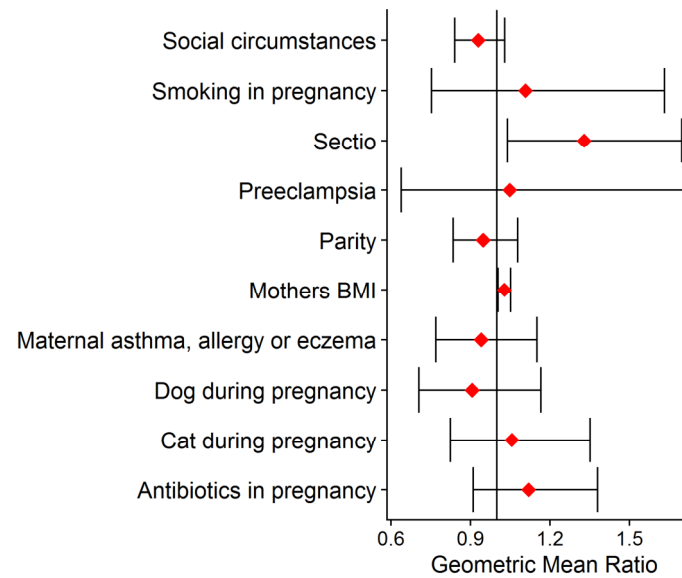 Social circumstances
Smoking in pregnancy
Sectio
Preeclampsia
Parity
Mothers BMI
Maternal asthma, allergy or eczema
Dog during pregnancy
Cat during pregnancy
Antibiotics in pregnancy
0.6 0.9 1.2 1.5
Geometric Mean Ratio